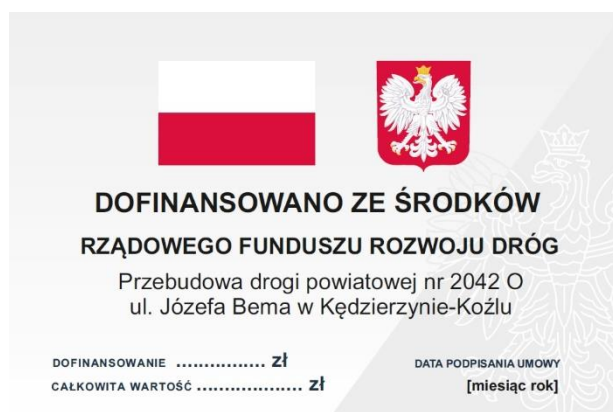 DOFINANSOWANO ZE ŚRODKÓW
RZĄDOWEGO FUNDUSZU ROZWOJU DRÓG
Przebudowa drogi powiatowej nr 2042 O
ul. Józefa Bema w Kędzierzynie-Koźlu
DOFINANSOWANIE ............... zł
CAŁKOWITA WARTOŚĆ ................... zł
DATA PODPISANIA UMOWY
[miesiąc rok]